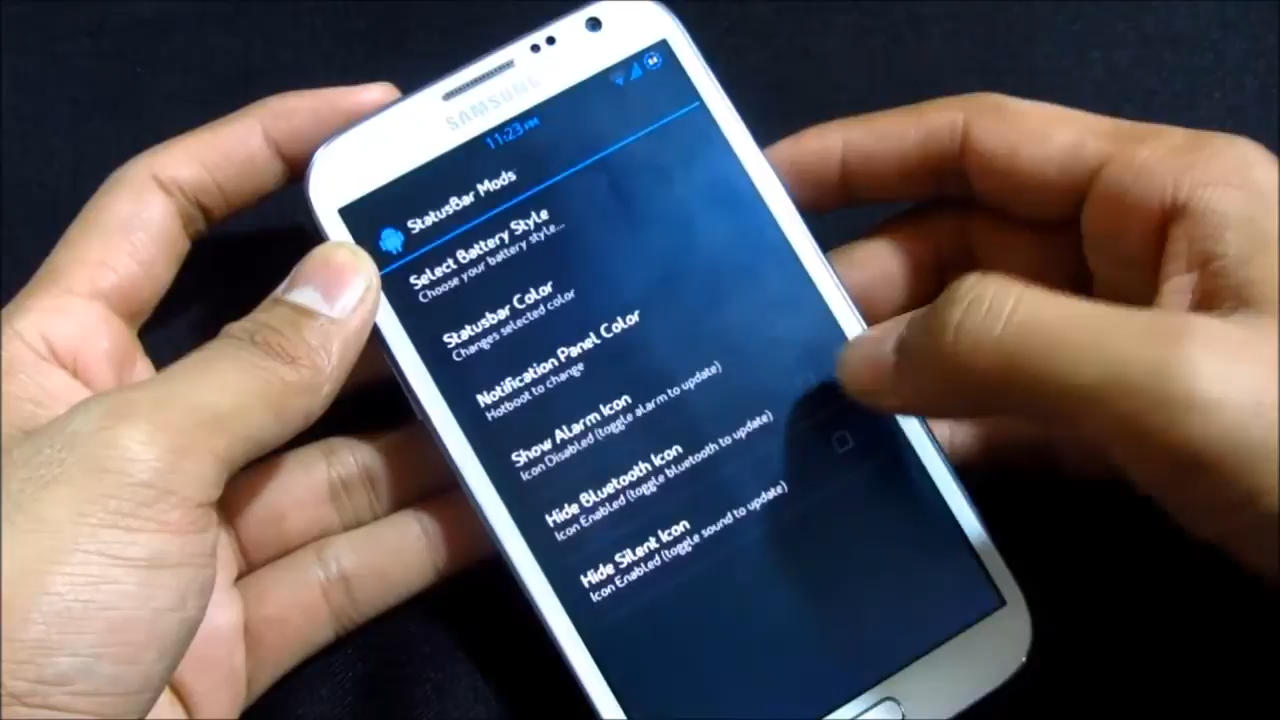 SAMSUNG
11:23 PM
StatusBar Mods
Select Battery Style
Choose your battery style...
Statusbar Color
Changes selected color
Notification Panel Color
Hotboot to change
Show Alarm Icon
Icon Disabled (toggle alarm to update)
Hide Bluetooth Icon
Icon Enabled (toggle bluetooth to update)
Hide Silent Icon
Icon Enabled (toggle sound to update)